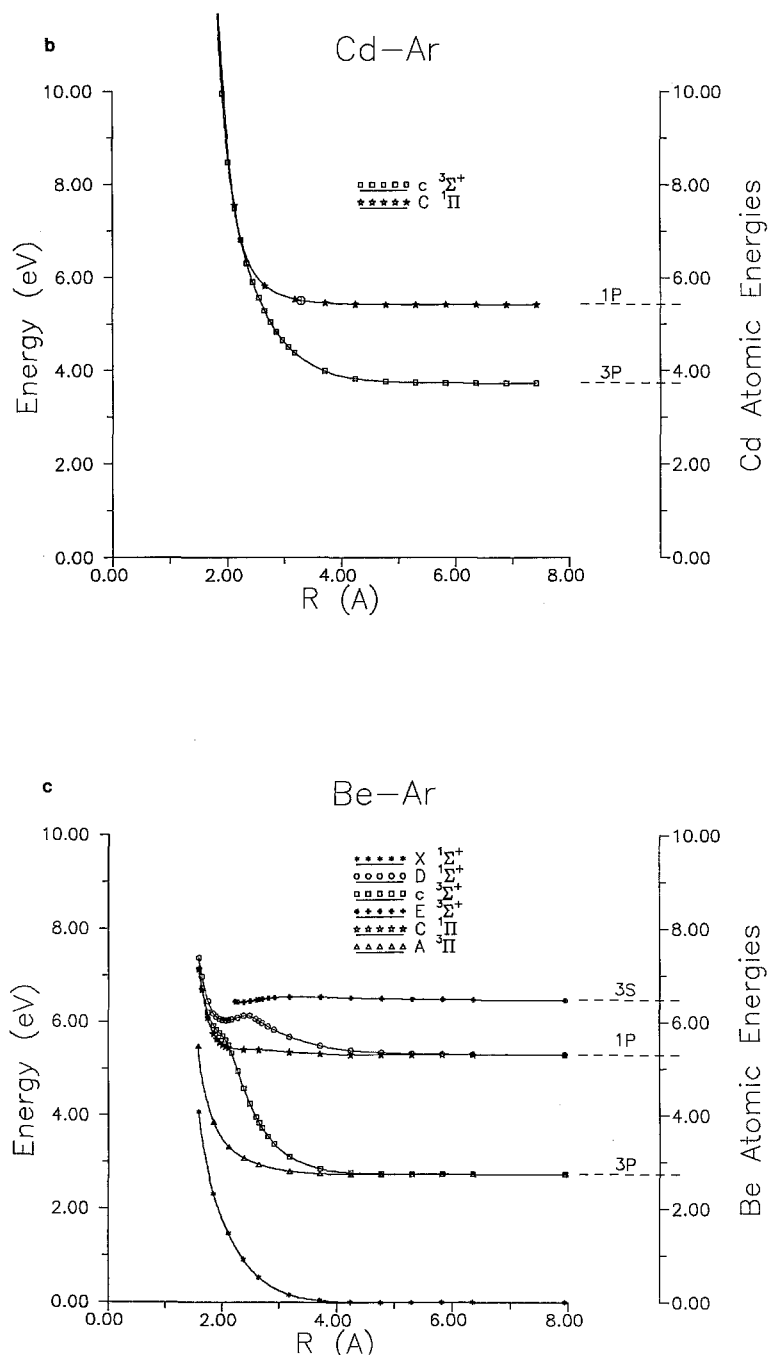 b
Cd-Ar
10.00
8.00
6.00
4.00
2.00
0.00
Energy (eV)
c ³Σ⁺
C ¹Π
1P
3P
10.00
8.00
6.00
4.00
2.00
0.00
Cd Atomic Energies
0.00 2.00 4.00 6.00 8.00
R (A)
c
Be-Ar
10.00
8.00
6.00
4.00
2.00
0.00
Energy (eV)
X ¹Σ⁺
D ¹Σ⁺
c ³Σ⁺
E ³Σ⁺
C ¹Π
A ³Π
3S
1P
3P
10.00
8.00
6.00
4.00
2.00
0.00
Be Atomic Energies
0.00 2.00 4.00 6.00 8.00
R (A)